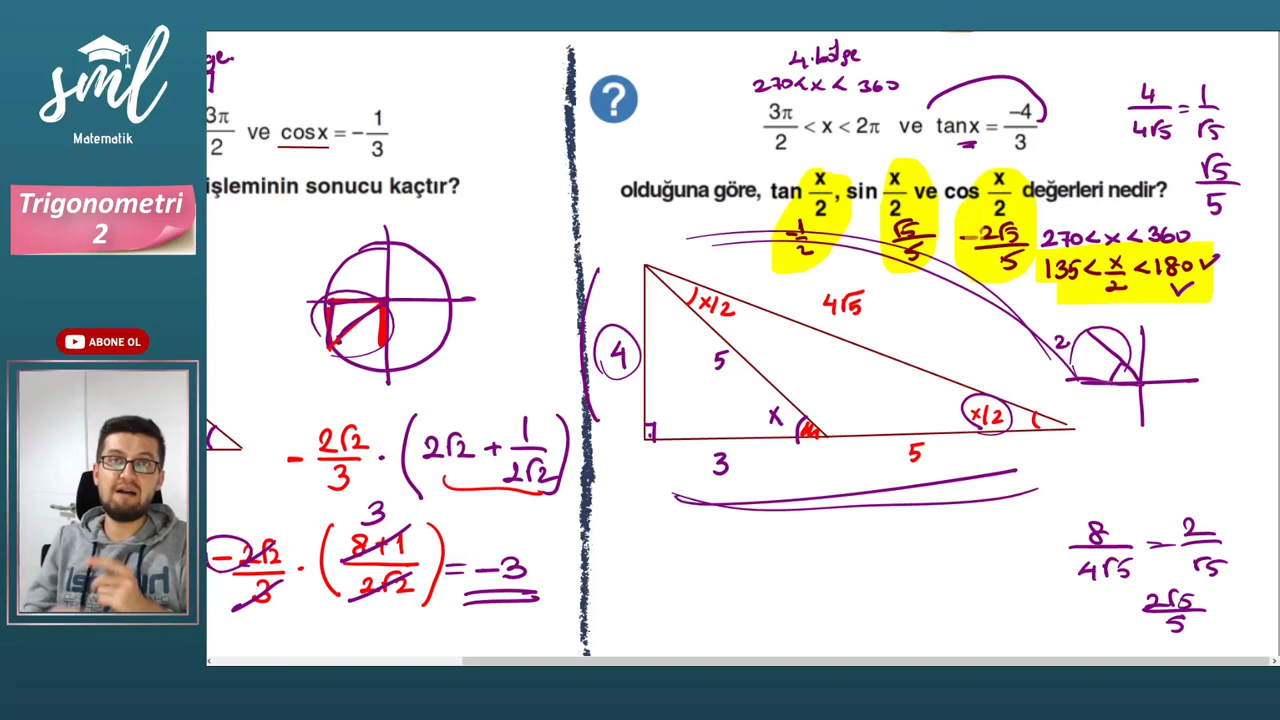 sml
Matematik
Trigonometri
2
ABONE OL
3π/2 ve cosx = -1/3
işleminin sonucu kaçtır?
- 2√2/3 · (2√2 + 1/2√2)
3
-2√2/3 · (8+1/2√2) = -3
?
4. bölge
270 < x < 360
3π/2 < x < 2π ve tanx = -4/3
olduğuna göre, tan x/2, sin x/2 ve cos x/2 değerleri nedir?
-1/2 √5/5 -2√5/5
4/4√5 = 1/√5
√5/5
270 < x < 360
135 < x/2 < 180 ✓
✓
x/2
4√5
4
5
x
x/2
3
5
2
8/4√5 = 2/√5
2√5/5